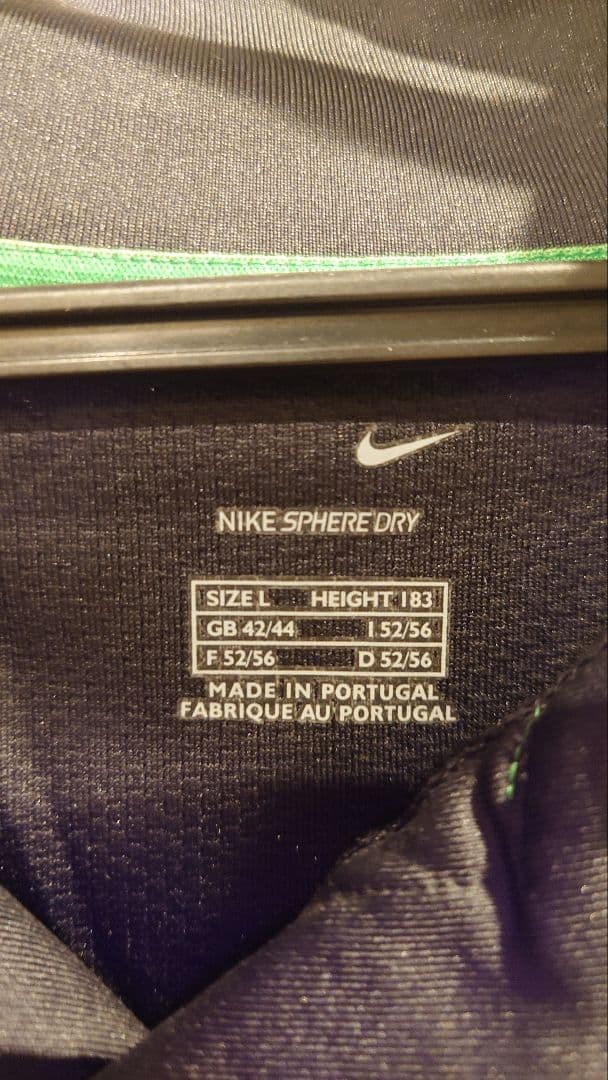 NIKE SPHERE DRY
SIZE L HEIGHT 183
GB 42/44 I 52/56
F 52/56 D 52/56
MADE IN PORTUGAL
FABRIQUE AU PORTUGAL